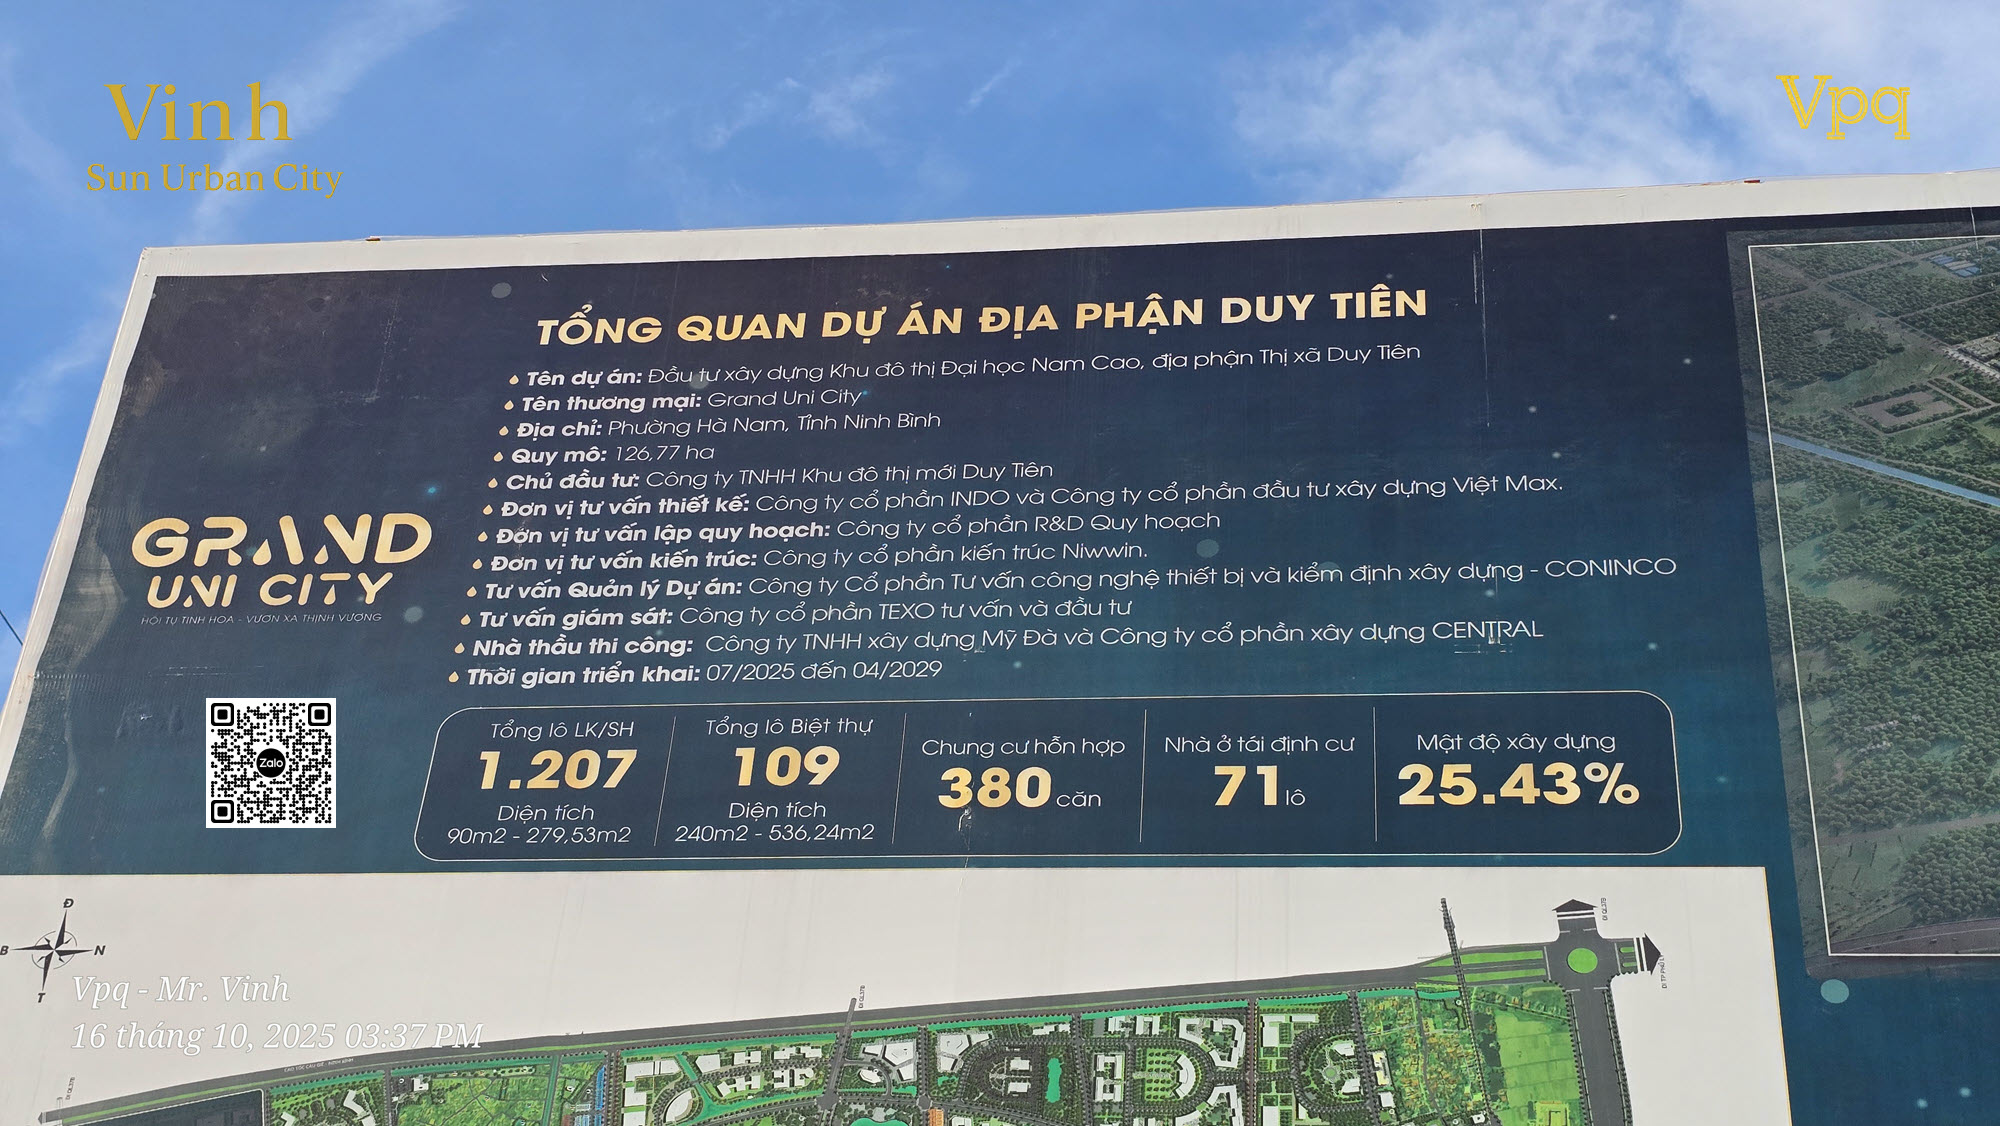 Vinh
Sun Urban City
Vpq
TỔNG QUAN DỰ ÁN ĐỊA PHẬN DUY TIÊN
Tên dự án: Đầu tư xây dựng Khu đô thị Đại học Nam Cao, địa phận Thị xã Duy Tiên
Tên thương mại: Grand Uni City
Địa chỉ: Phường Hà Nam, Tỉnh Ninh Bình
Quy mô: 126,77 ha
Chủ đầu tư: Công ty TNHH Khu đô thị mới Duy Tiên
Đơn vị tư vấn thiết kế: Công ty cổ phần INDO và Công ty cổ phần đầu tư xây dựng Việt Max.
Đơn vị tư vấn lập quy hoạch: Công ty cổ phần R&D Quy hoạch
Đơn vị tư vấn kiến trúc: Công ty cổ phần kiến trúc Niwwin.
Tư vấn Quản lý Dự án: Công ty Cổ phần Tư vấn công nghệ thiết bị và kiểm định xây dựng - CONINCO
Tư vấn giám sát: Công ty cổ phần TEXO tư vấn và đầu tư
Nhà thầu thi công: Công ty TNHH xây dựng Mỹ Đà và Công ty cổ phần xây dựng CENTRAL
Thời gian triển khai: 07/2025 đến 04/2029
GRAND
UNI CITY
HỘI TỤ TINH HOA - VƯƠN XA THỊNH VƯỢNG
Zalo
Tổng lô LK/SH
1.207
Diện tích
90m2 - 279,53m2
Tổng lô Biệt thự
109
Diện tích
240m2 - 536,24m2
Chung cư hỗn hợp
380 căn
Nhà ở tái định cư
71 lô
Mật độ xây dựng
25.43%
Đ
B
N
T
Vpq - Mr. Vinh
16 tháng 10, 2025 03:37 PM
ĐI QL37B
ĐI QL37B